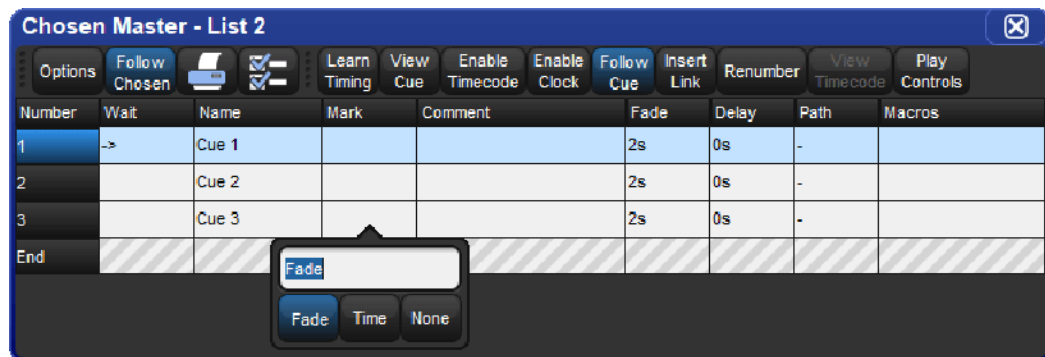 Chosen Master - List 2
Options Follow Chosen Learn Timing View Cue Enable Timecode Enable Clock Follow Cue Insert Link Renumber View Timecode Play Controls
Number Wait Name Mark Comment Fade Delay Path Macros
1 -> Cue 1 2s 0s -
2 Cue 2 2s 0s -
3 Cue 3 2s 0s -
End
Fade
Fade Time None